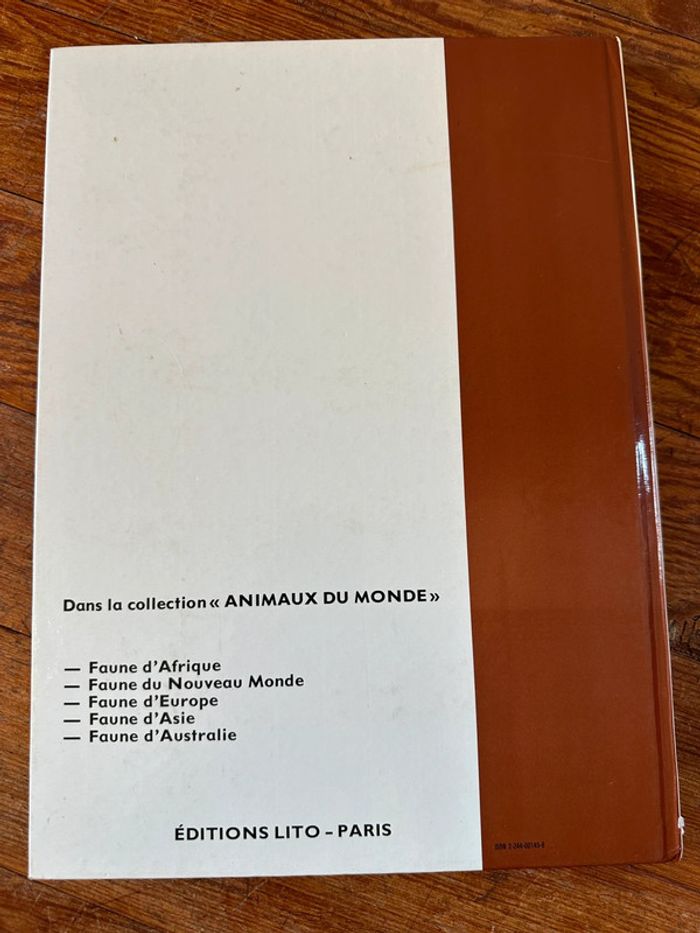 Dans la collection « ANIMAUX DU MONDE »
— Faune d'Afrique
— Faune du Nouveau Monde
— Faune d'Europe
— Faune d'Asie
— Faune d'Australie
ÉDITIONS LITO – PARIS
ISBN